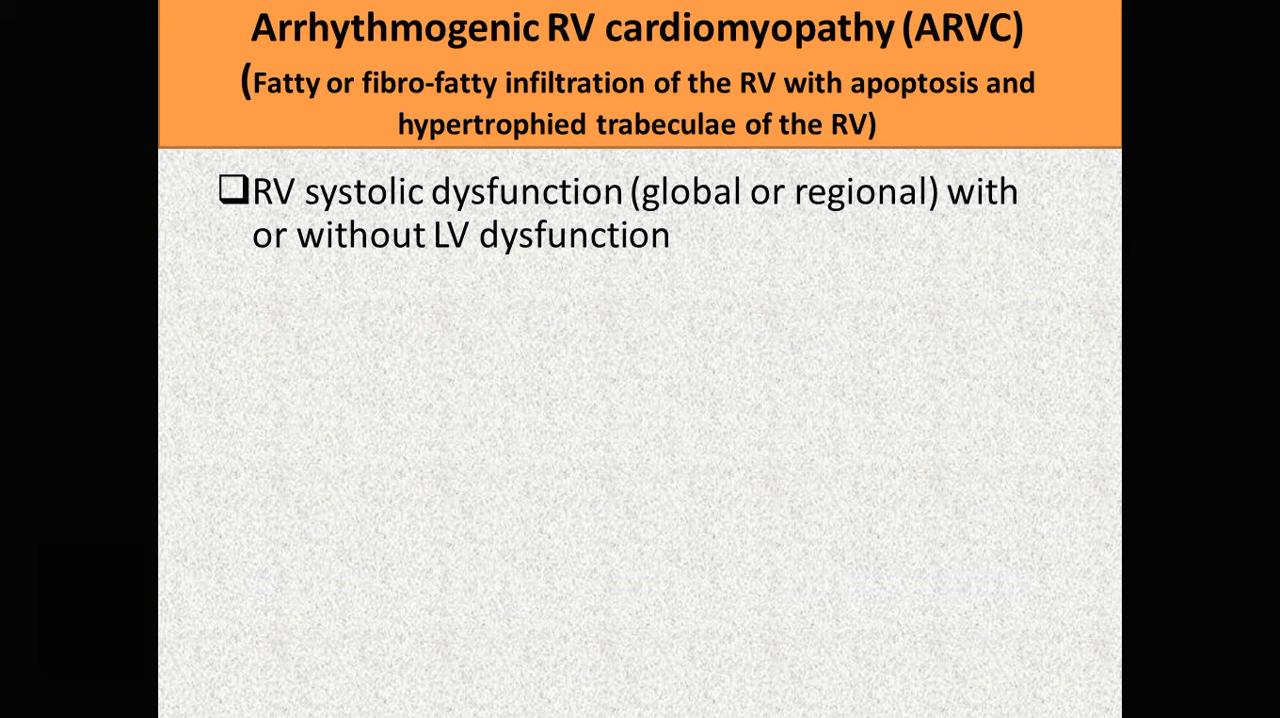 Arrhythmogenic RV cardiomyopathy (ARVC)
(Fatty or fibro-fatty infiltration of the RV with apoptosis and
hypertrophied trabeculae of the RV)
❑RV systolic dysfunction (global or regional) with
or without LV dysfunction